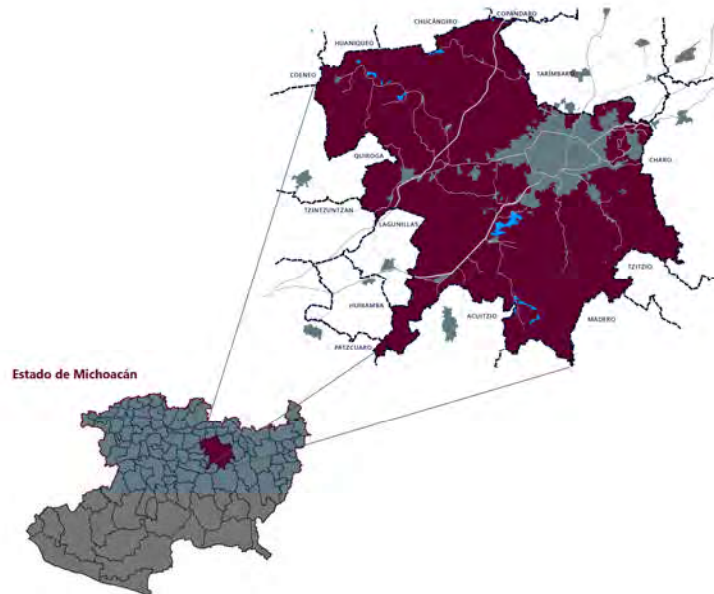 COPÁNDARO
CHUCÁNDIRO
HUANIQUEO
COENEO
TARÍMBARO
QUIROGA
CHARO
TZINTZUNTZAN
LAGUNILLAS
TZITZIO
HUIRAMBA
ACUITZIO
MADERO
PÁTZCUARO
Estado de Michoacán